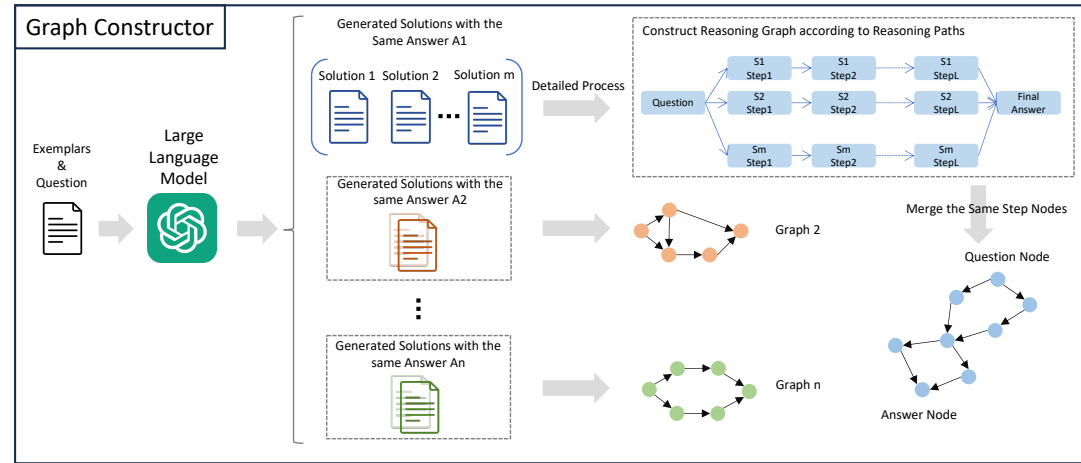 Graph Constructor
Exemplars
&
Question
Large
Language
Model
Generated Solutions with the
Same Answer A1
Solution 1
Solution 2
Solution m
...
Detailed Process
Construct Reasoning Graph according to Reasoning Paths
Question
S1
Step1
S1
Step2
S1
StepL
S2
Step1
S2
Step2
S2
StepL
Sm
Step1
Sm
Step2
Sm
StepL
Final
Answer
Generated Solutions with the
same Answer A2
Graph 2
Merge the Same Step Nodes
Question Node
Generated Solutions with the
same Answer An
Graph n
Answer Node